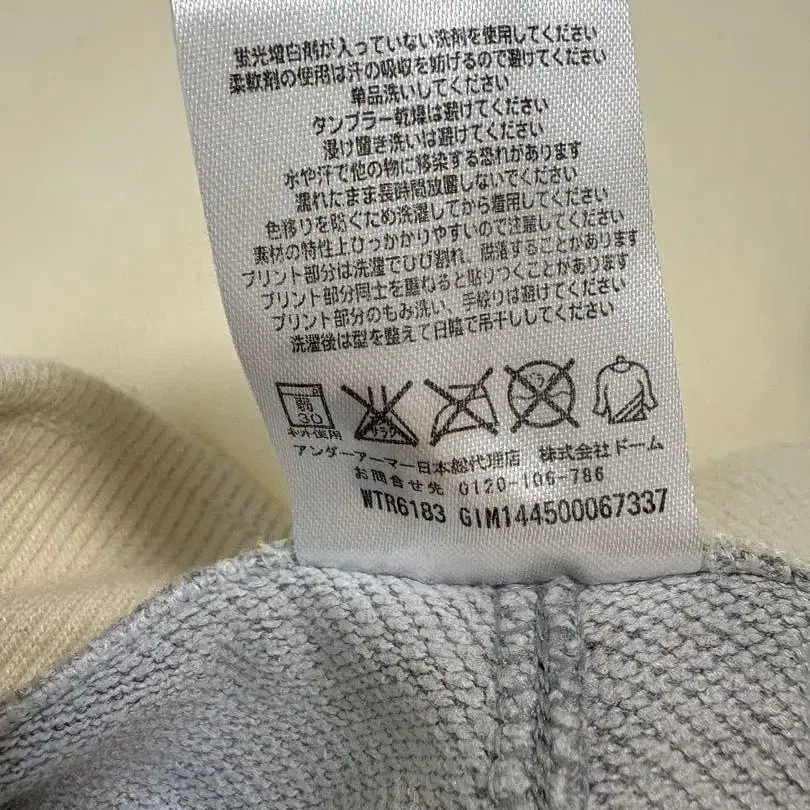 蛍光増白剤が入っていない洗剤を使用してください
柔軟剤の使用は汗の吸収を妨げるので避けてください
単品洗いしてください
タンブラー乾燥は避けてください
浸け置き洗いは避けてください
水や汗で他の物に移染する恐れがあります
濡れたまま長時間放置しないでください
色移りを防ぐため洗濯してから着用してください
素材の特性上ひっかかりやすいので注意してください
プリント部分は洗濯でひび割れ、脱落することがあります
プリント部分同士を重ねると貼りつくことがあります
プリント部分のもみ洗い、手絞りは避けてください
洗濯後は型を整えて日陰で吊干ししてください
弱
30
ネット使用
アンダーアーマー日本総代理店 株式会社ドーム
お問合せ先 0120-106-786
WTR6183 GIM144500067337